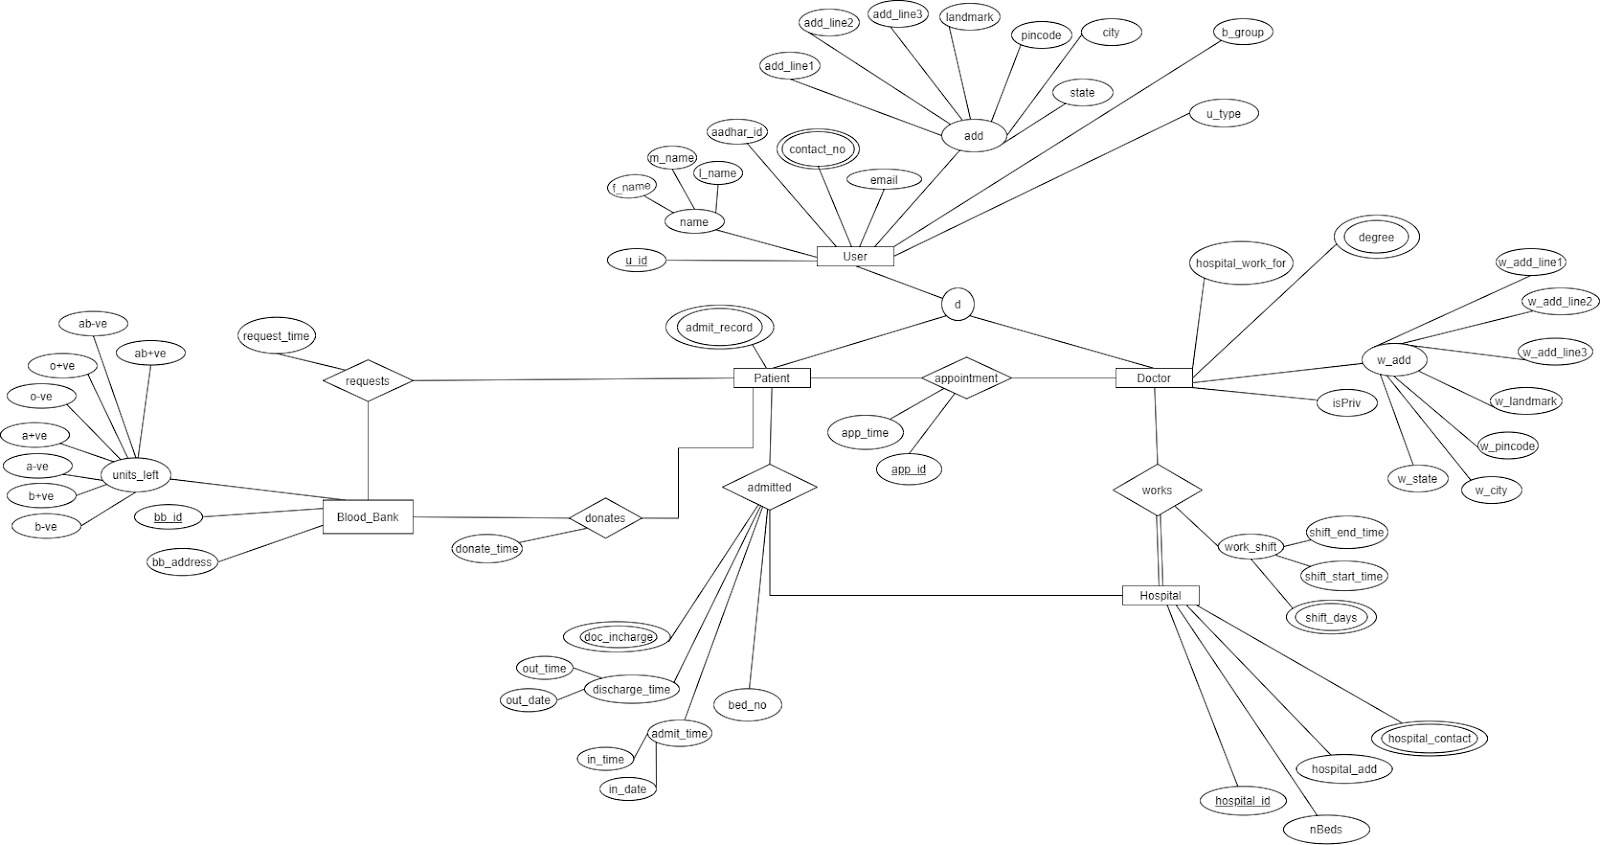 add_line2
add_line3
landmark
pincode
city
b_group
add_line1
state
u_type
aadhar_id
contact_no
add
m_name
l_name
email
f_name
name
u_id
User
hospital_work_for
degree
w_add_line1
w_add_line2
d
ab-ve
request_time
admit_record
ab+ve
w_add_line3
o+ve
w_add
requests
Patient
appointment
Doctor
o-ve
isPriv
w_landmark
a+ve
app_time
w_pincode
a-ve
units_left
app_id
w_state
b+ve
admitted
works
w_city
bb_id
Blood_Bank
donates
b-ve
shift_end_time
donate_time
work_shift
bb_address
shift_start_time
Hospital
shift_days
doc_incharge
out_time
discharge_time
out_date
bed_no
admit_time
hospital_contact
in_time
hospital_add
in_date
hospital_id
nBeds